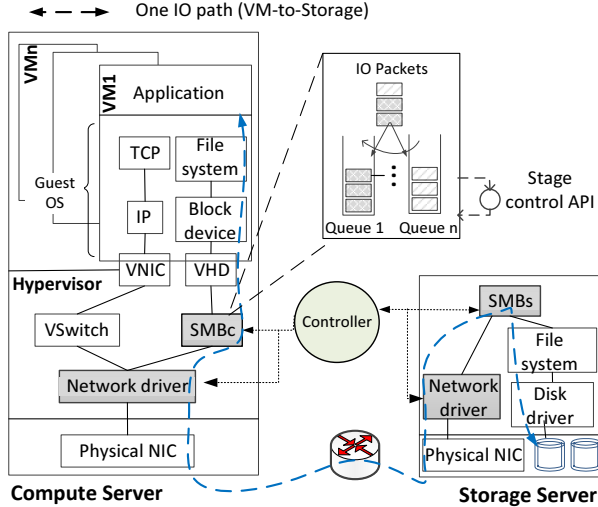 One IO path (VM-to-Storage)
VMn
VM1
Application
IO Packets
TCP
File
system
Guest
OS
IP
Block
device
Queue 1
Queue n
Stage
control API
VNIC
VHD
Hypervisor
VSwitch
SMBc
Controller
SMBs
File
system
Network driver
Network
driver
Disk
driver
Physical NIC
Physical NIC
Compute Server
Storage Server